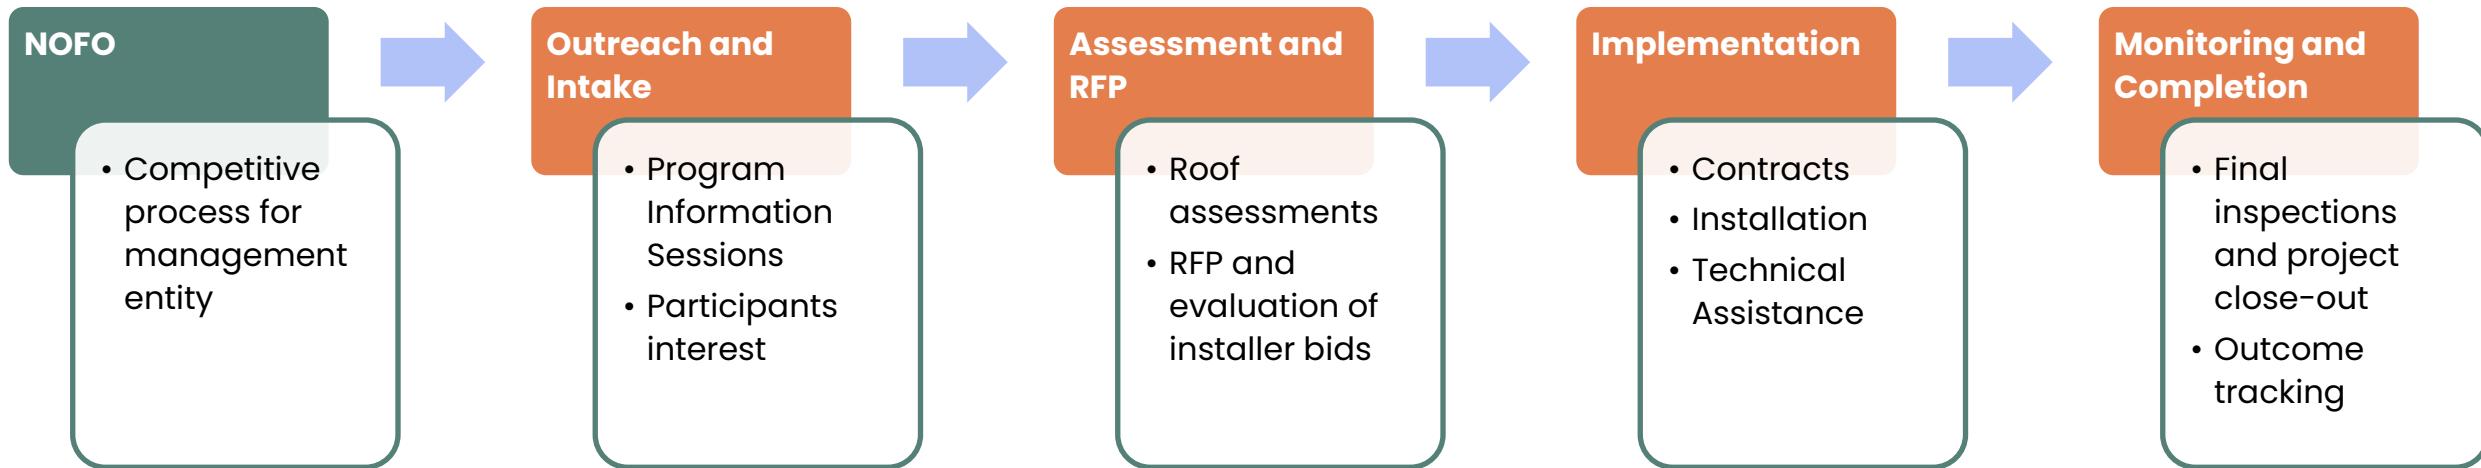 NOFO
• Competitive
process for
management
entity
Outreach and
Intake
• Program
Information
Sessions
• Participants
interest
Assessment and
RFP
• Roof
assessments
• RFP and
evaluation of
installer bids
Implementation
• Contracts
• Installation
• Technical
Assistance
Monitoring and
Completion
• Final
inspections
and project
close-out
• Outcome
tracking